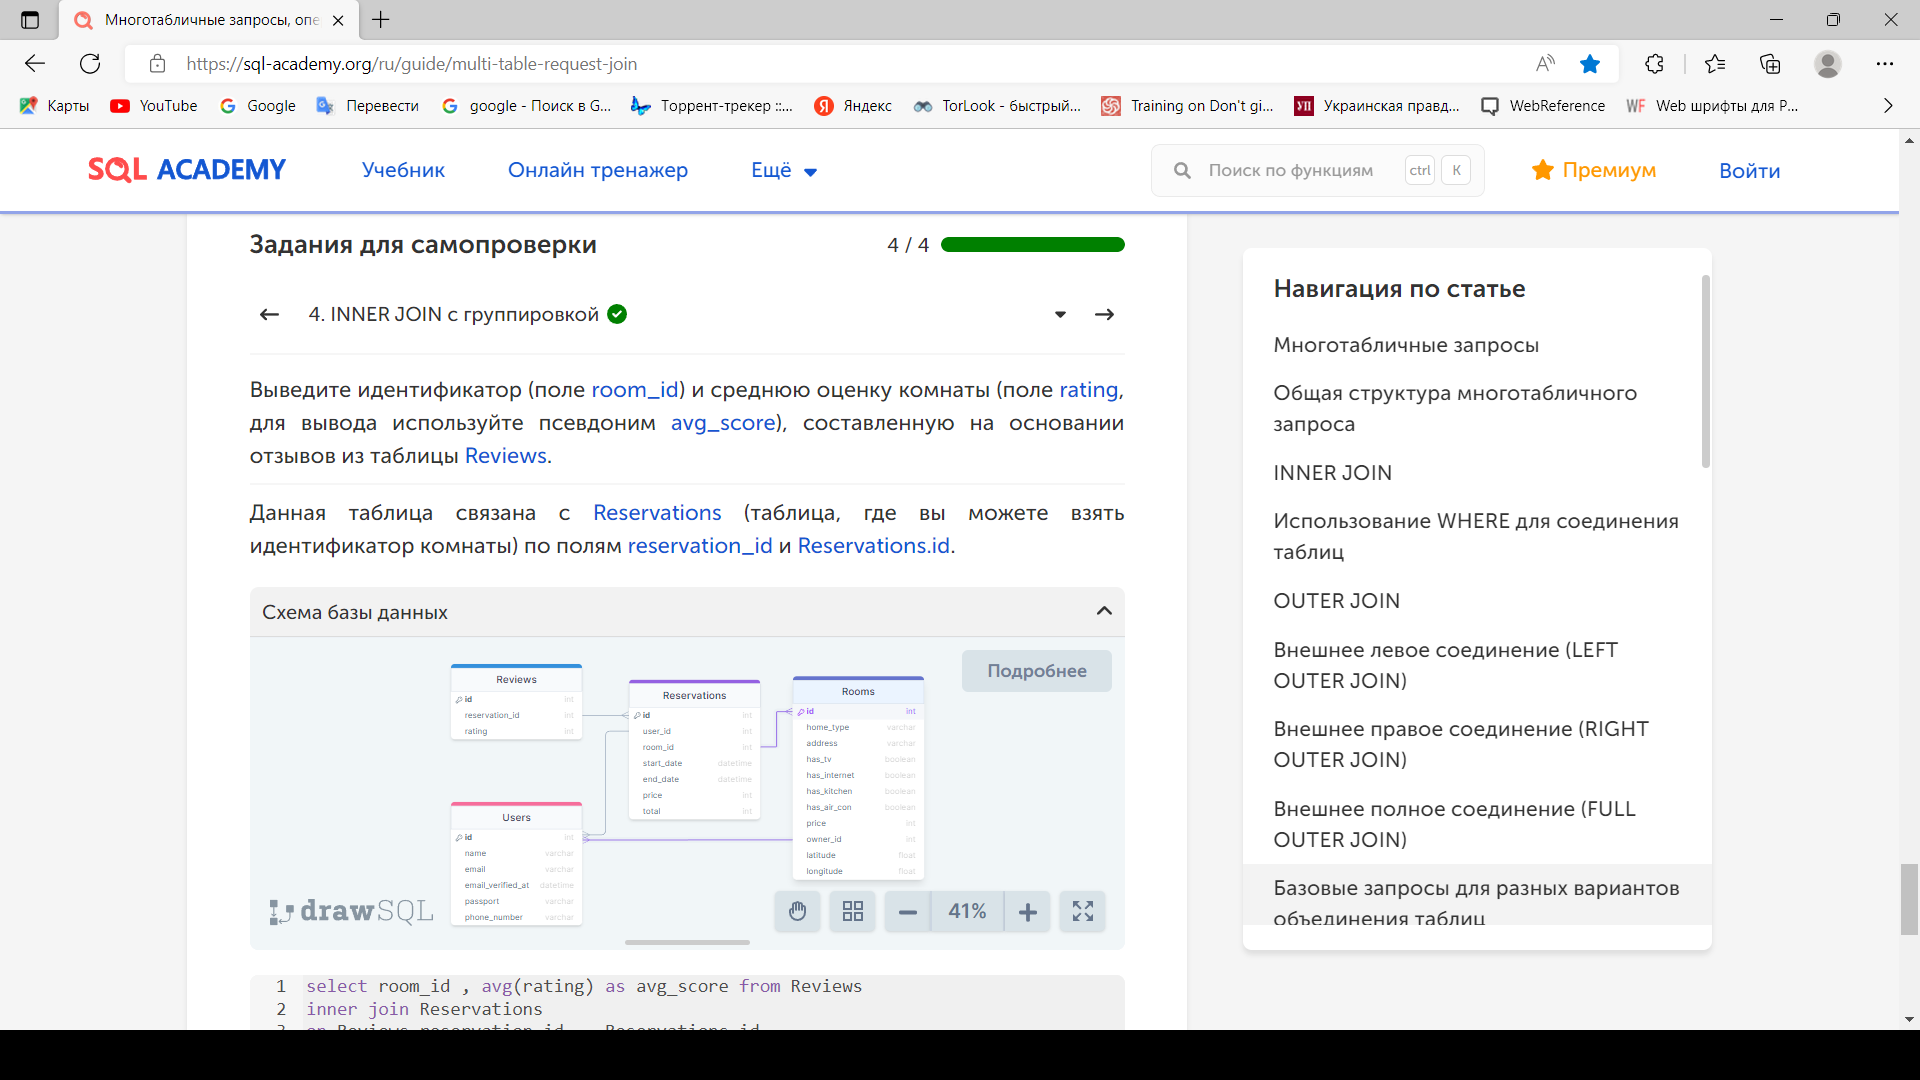 Многотабличные запросы, опе
https://sql-academy.org/ru/guide/multi-table-request-join
Карты
YouTube
Google
Перевести
google - Поиск в G...
Торрент-трекер ::...
Яндекс
TorLook - быстрый...
Training on Don't gi...
Украинская правд...
WebReference
WF Web шрифты для P...
SQL ACADEMY
Учебник
Онлайн тренажер
Ещё
Поиск по функциям
ctrl
K
Премиум
Войти
Задания для самопроверки
4 / 4
4. INNER JOIN с группировкой
Выведите идентификатор (поле room_id) и среднюю оценку комнаты (поле rating,
для вывода используйте псевдоним avg_score), составленную на основании
отзывов из таблицы Reviews.
Данная таблица связана с Reservations (таблица, где вы можете взять
идентификатор комнаты) по полям reservation_id и Reservations.id.
Схема базы данных
Подробнее
Reviews
id int
reservation_id int
rating int
Reservations
id int
user_id int
room_id int
start_date datetime
end_date datetime
price int
total int
Rooms
id int
home_type varchar
address varchar
has_tv boolean
has_internet boolean
has_kitchen boolean
has_air_con boolean
price int
owner_id int
latitude float
longitude float
Users
id int
name varchar
email varchar
email_verified_at datetime
passport varchar
phone_number varchar
drawSQL
41%
1 select room_id , avg(rating) as avg_score from Reviews
2 inner join Reservations
3 on Reviews.reservation_id = Reservations.id
Навигация по статье
Многотабличные запросы
Общая структура многотабличного
запроса
INNER JOIN
Использование WHERE для соединения
таблиц
OUTER JOIN
Внешнее левое соединение (LEFT
OUTER JOIN)
Внешнее правое соединение (RIGHT
OUTER JOIN)
Внешнее полное соединение (FULL
OUTER JOIN)
Базовые запросы для разных вариантов
объединения таблиц